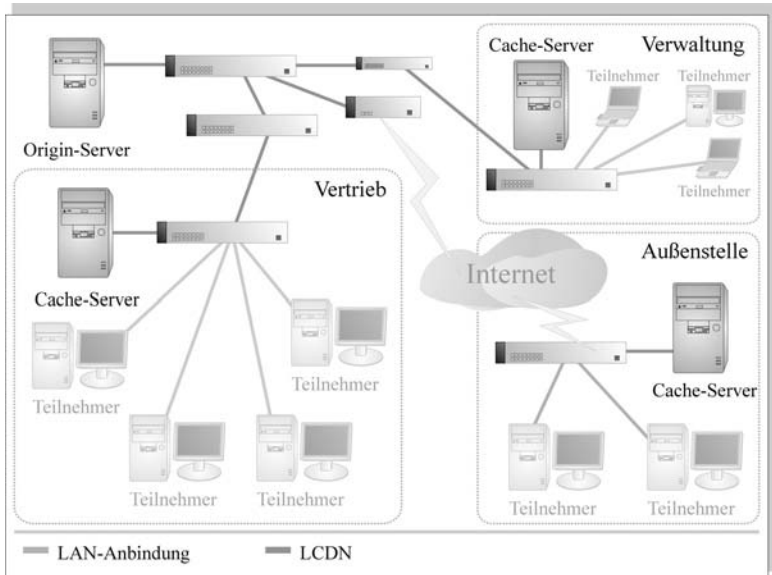 Origin-Server
Cache-Server
Verwaltung
Teilnehmer
Teilnehmer
Teilnehmer
Vertrieb
Cache-Server
Teilnehmer
Teilnehmer
Teilnehmer
Teilnehmer
Internet
Außenstelle
Cache-Server
Teilnehmer
Teilnehmer
LAN-Anbindung
LCDN